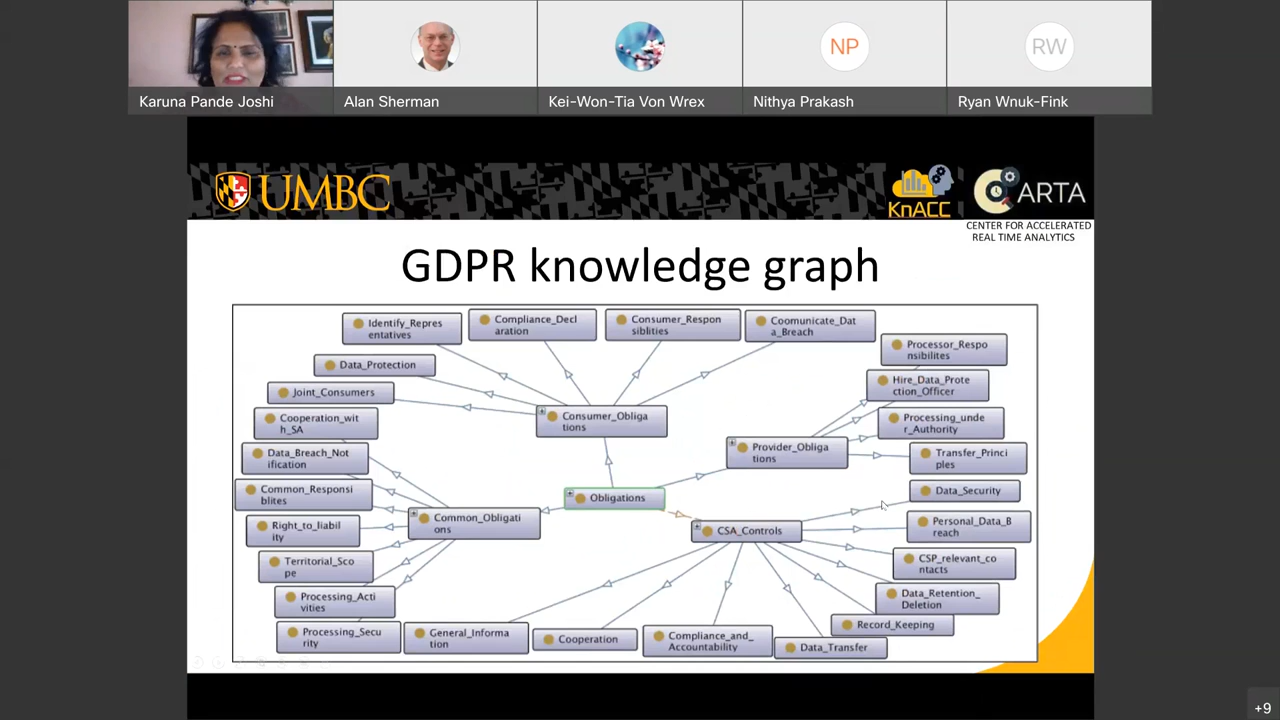 Karuna Pande Joshi
Alan Sherman
Kei-Won-Tia Von Wrex
NP
Nithya Prakash
RW
Ryan Wnuk-Fink
UMBC
KnACC
CARTA
CENTER FOR ACCELERATED
REAL TIME ANALYTICS
GDPR knowledge graph
Identify_Repres
entatives
Compliance_Decl
aration
Consumer_Respon
siblities
Coomunicate_Dat
a_Breach
Processor_Respo
nsibilites
Data_Protection
Hire_Data_Prote
ction_Officer
Joint_Consumers
Cooperation_wit
h_SA
Consumer_Obliga
tions
Processing_unde
r_Authority
Data_Breach_Not
ification
Provider_Obliga
tions
Transfer_Princi
ples
Common_Responsi
blites
Obligations
Data_Security
Right_to_liabil
ity
Common_Obligati
ons
CSA_Controls
Personal_Data_B
reach
Territorial_Sco
pe
CSP_relevant_co
ntacts
Processing_Acti
vities
Data_Retention_
Deletion
Processing_Secu
rity
General_Informa
tion
Cooperation
Compliance_and_
Accountability
Data_Transfer
Record_Keeping
+9